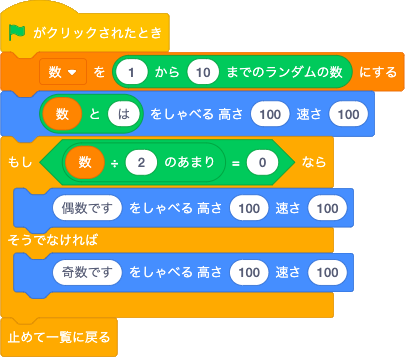 がクリックされたとき
数 を 1 から 10 までのランダムの数 にする
数 と は をしゃべる 高さ 100 速さ 100
もし 数 ÷ 2 のあまり = 0 なら
偶数です をしゃべる 高さ 100 速さ 100
そうでなければ
奇数です をしゃべる 高さ 100 速さ 100
止めて一覧に戻る